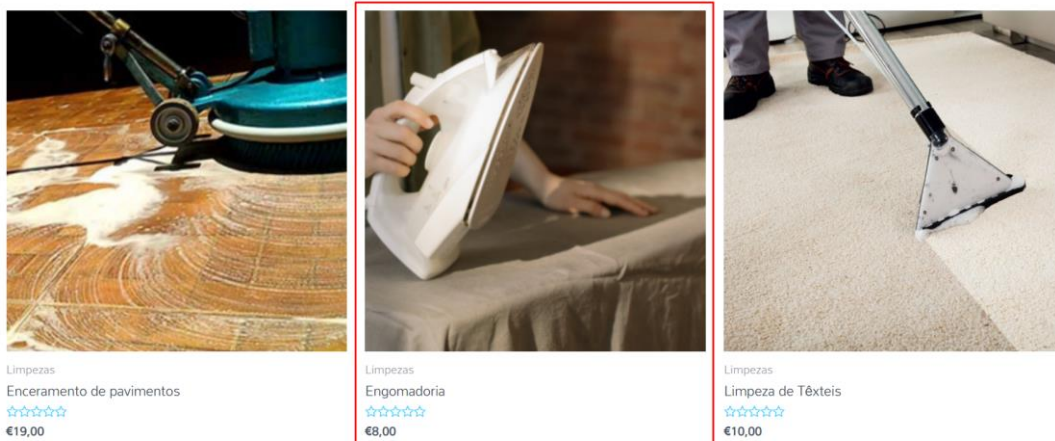 Limpezas
Enceramento de pavimentos
€19,00
Limpezas
Engomadoria
€8,00
Limpezas
Limpeza de Têxteis
€10,00